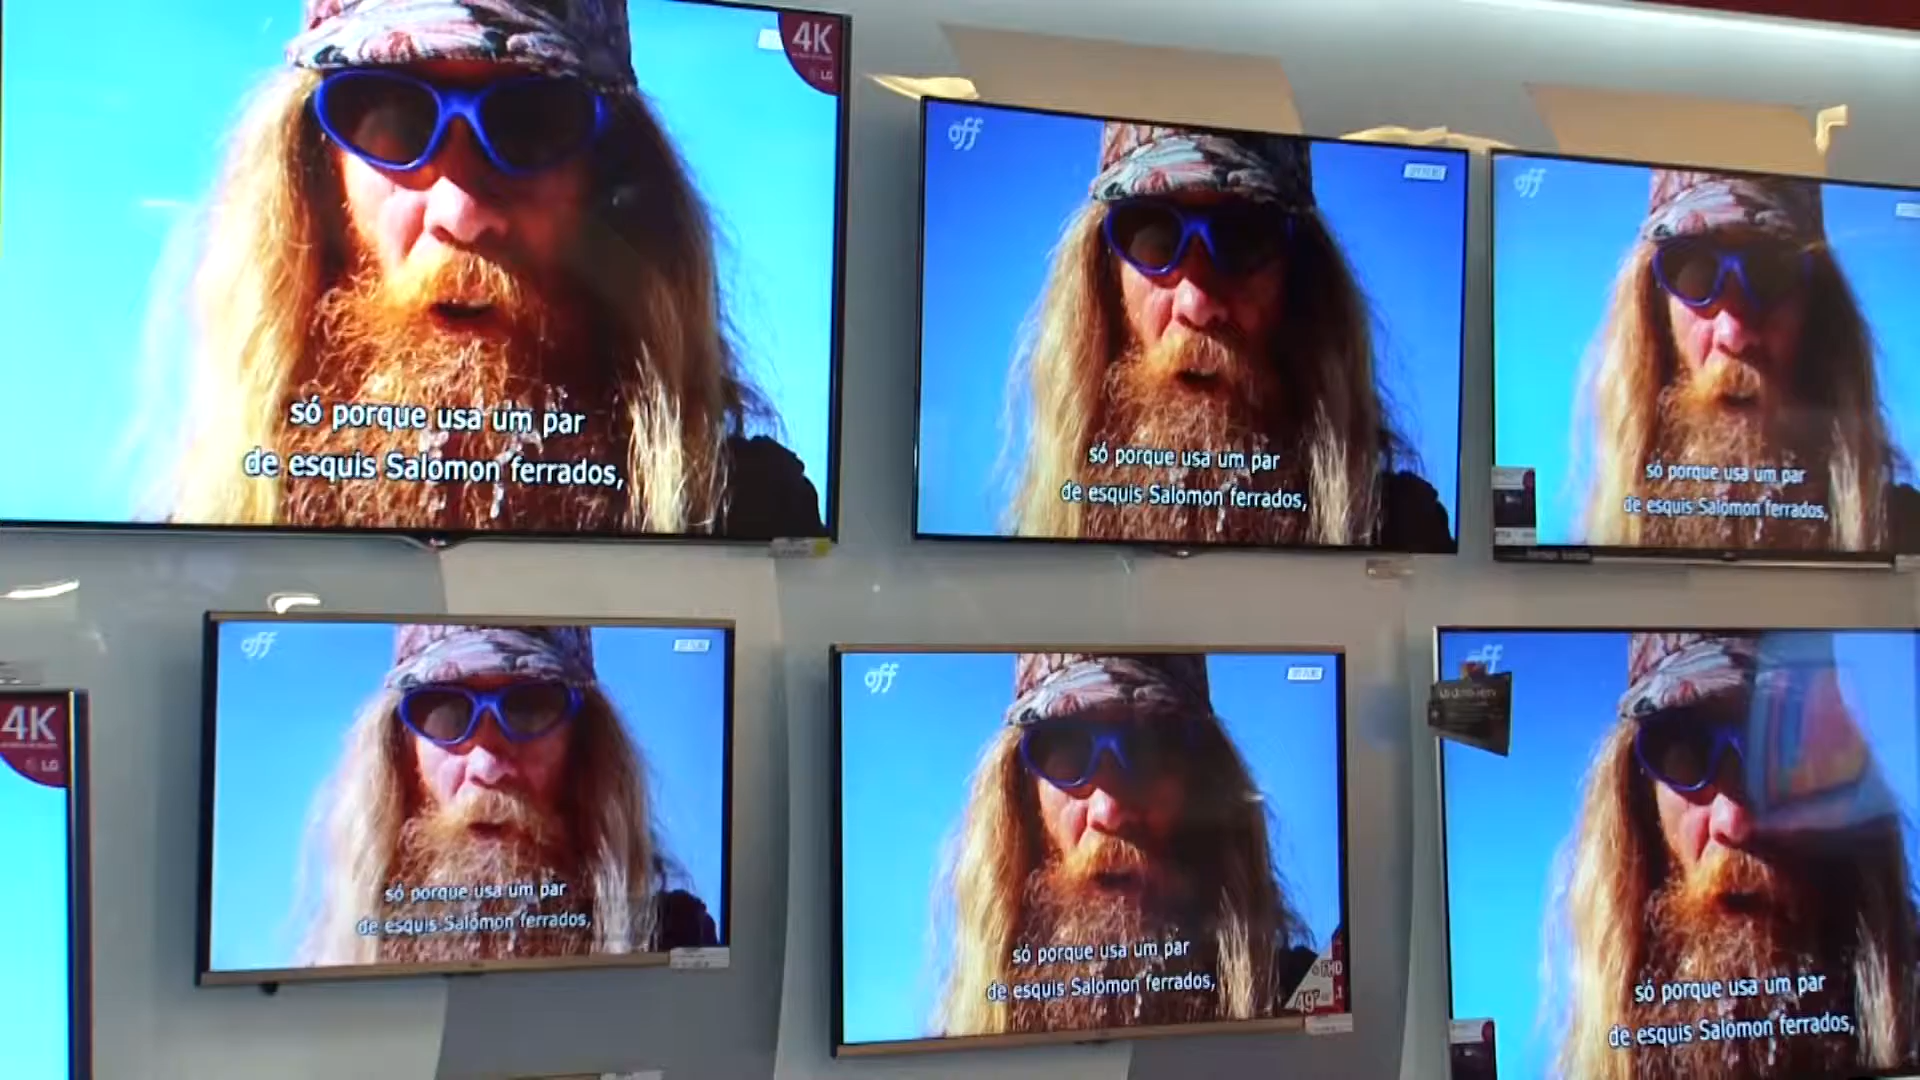 4K
LG
só porque usa um par
de esquis Salomon ferrados,
off
só porque usa um par
de esquis Salomon ferrados,
off
só porque usa um par
de esquis Salomon ferrados,
4K
LG
off
só porque usa um par
de esquis Salomon ferrados,
off
só porque usa um par
de esquis Salomon ferrados,
49"
off
só porque usa um par
de esquis Salomon ferrados,